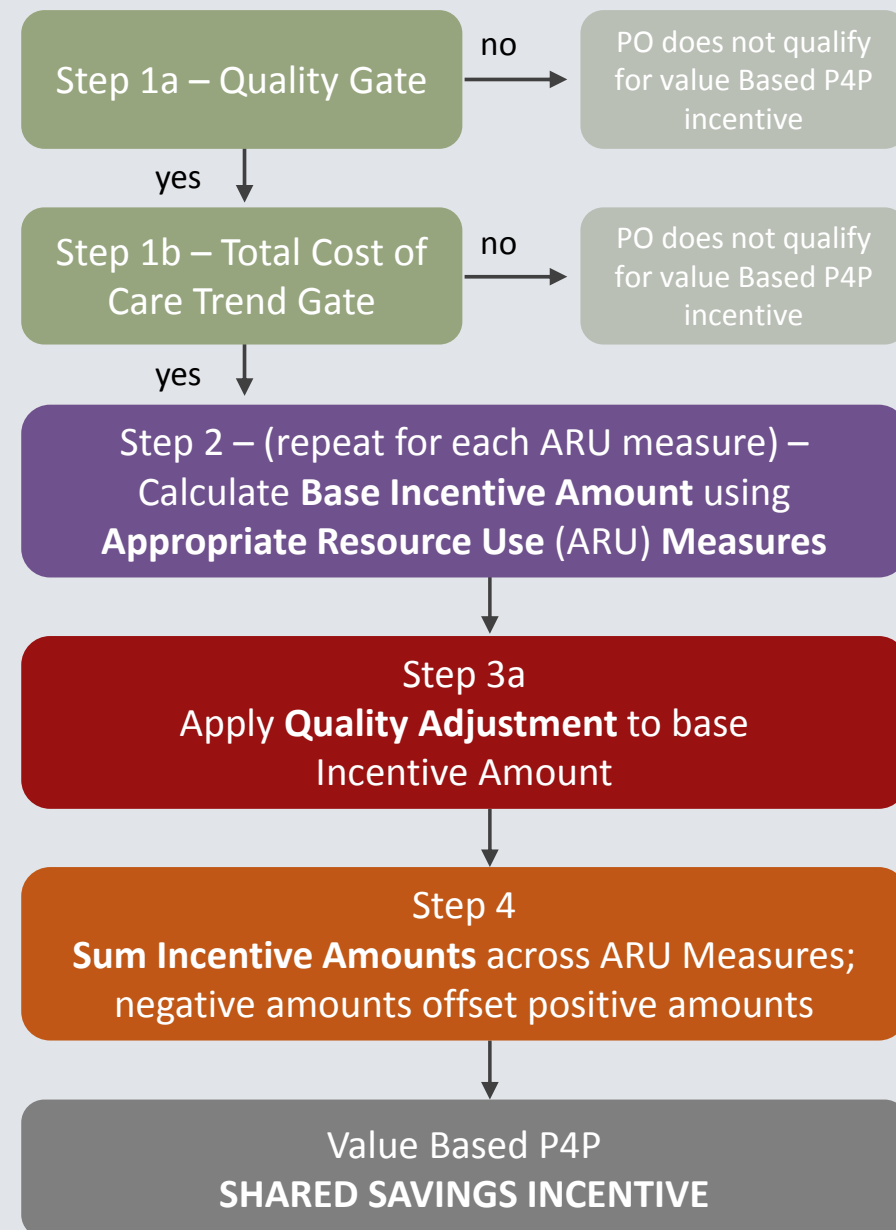 Step 1a – Quality Gate
no
PO does not qualify
for value Based P4P
incentive
yes
Step 1b – Total Cost of
Care Trend Gate
no
PO does not qualify
for value Based P4P
incentive
yes
Step 2 – (repeat for each ARU measure) –
Calculate Base Incentive Amount using
Appropriate Resource Use (ARU) Measures
Step 3a
Apply Quality Adjustment to base
Incentive Amount
Step 4
Sum Incentive Amounts across ARU Measures;
negative amounts offset positive amounts
Value Based P4P
SHARED SAVINGS INCENTIVE